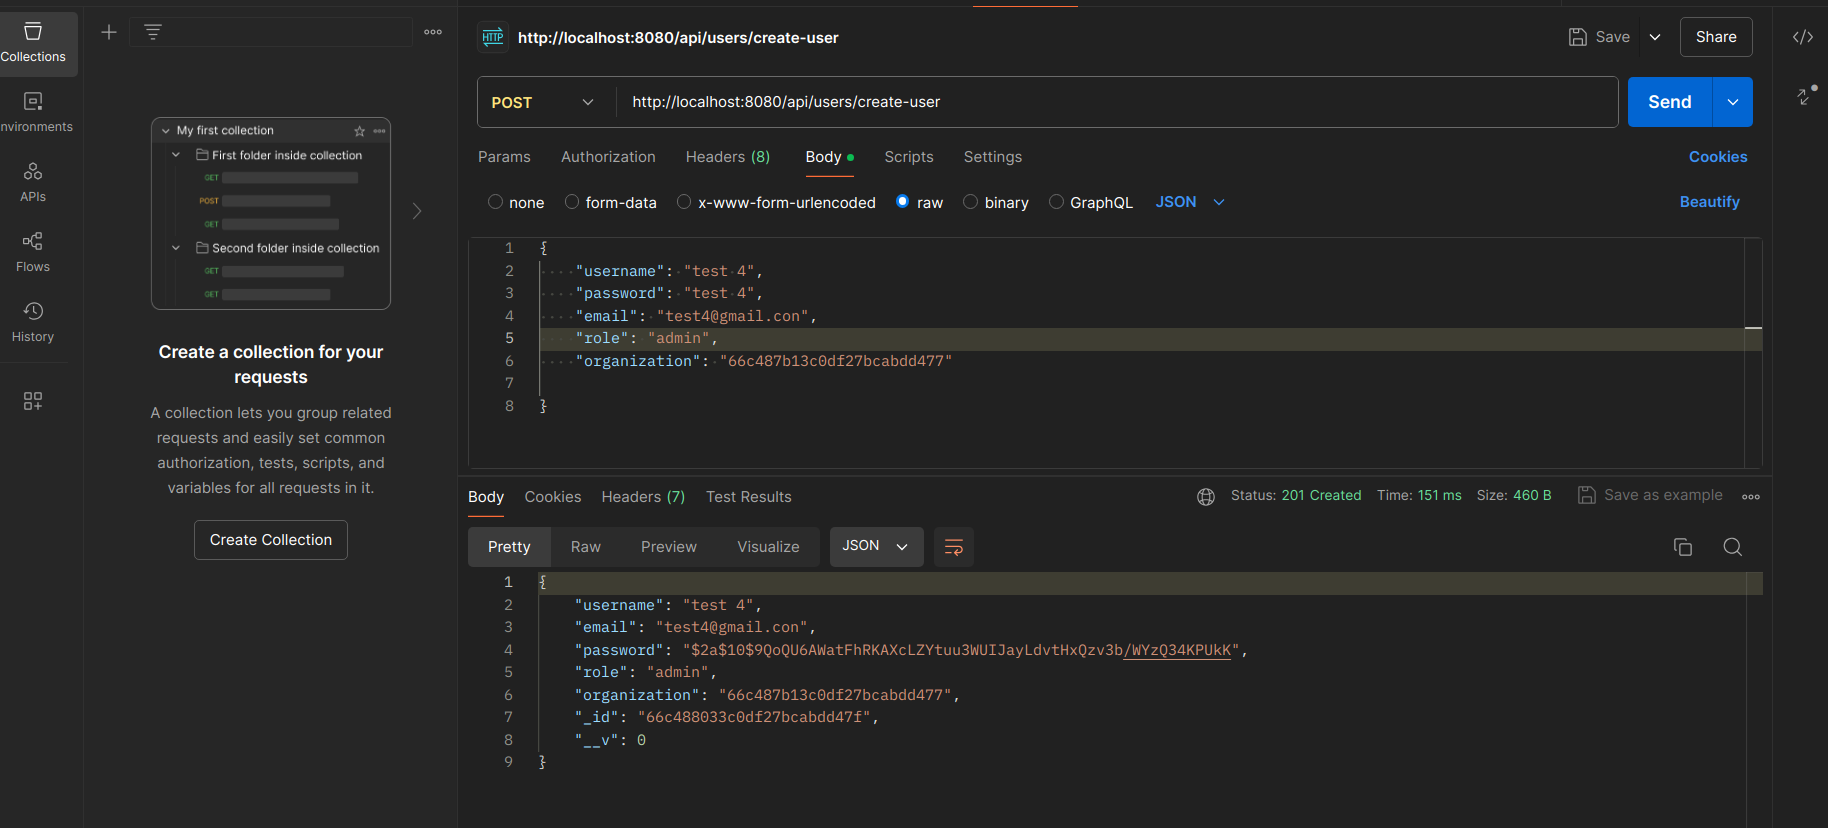 Collections
nvironments
APIs
Flows
History
My first collection
First folder inside collection
GET
POST
GET
Second folder inside collection
GET
GET
Create a collection for your
requests
A collection lets you group related
requests and easily set common
authorization, tests, scripts, and
variables for all requests in it.
Create Collection
HTTP http://localhost:8080/api/users/create-user
Save Share
POST http://localhost:8080/api/users/create-user Send
Params Authorization Headers (8) Body Scripts Settings Cookies
none form-data x-www-form-urlencoded raw binary GraphQL JSON Beautify
1 {
2 "username": "test 4",
3 "password": "test 4",
4 "email": "test4@gmail.con",
5 "role": "admin",
6 "organization": "66c487b13c0df27bcabdd477"
7
8 }
Body Cookies Headers (7) Test Results Status: 201 Created Time: 151 ms Size: 460 B Save as example
Pretty Raw Preview Visualize JSON
1 {
2 "username": "test 4",
3 "email": "test4@gmail.con",
4 "password": "$2a$10$9QoQU6AWatFhRKAXcLZYtuu3WUIJayLdvtHxQzv3b/WYzQ34KPUkK",
5 "role": "admin",
6 "organization": "66c487b13c0df27bcabdd477",
7 "_id": "66c488033c0df27bcabdd47f",
8 "__v": 0
9 }